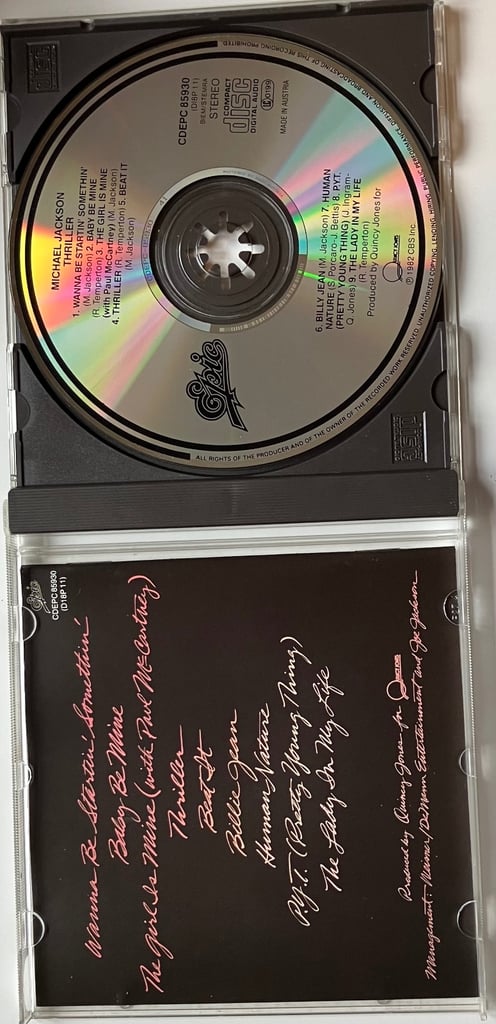 MICHAEL JACKSON
THRILLER
1. WANNA BE STARTIN' SOMETHIN'
(M. Jackson) 2. BABY BE MINE
(R. Temperton) 3. THE GIRL IS MINE
(with Paul McCartney) (M. Jackson)
4. THRILLER (R. Temperton) 5. BEAT IT
(M. Jackson)
CDEPC 85930
(D8P 11)
BIEM/STEMRA
STEREO
COMPACT
disc
DIGITAL AUDIO
MADE IN AUSTRIA
Epic
6. BILLY JEAN (M. Jackson) 7. HUMAN
NATURE (S. Porcaro-J. Bettis) 8. P.Y.T.
(PRETTY YOUNG THING) (J. Ingram-
Q. Jones) 9. THE LADY IN MY LIFE
(R. Temperton)
Produced by Quincy Jones for
℗ 1982 CBS Inc.
ALL RIGHTS OF THE PRODUCER AND OF THE OWNER OF THE RECORDED WORK RESERVED. UNAUTHORIZED COPYING, LENDING, HIRING, PUBLIC PERFORMANCE, DIFFUSION AND BROADCASTING OF THIS RECORDING PROHIBITED
Epic
CDEPC 85930
(D18P11)
Wanna Be Startin' Somethin'
Baby Be Mine
The Girl Is Mine (with Paul McCartney)
Thriller
Beat It
Billie Jean
Human Nature
P.Y.T. (Pretty Young Thing)
The Lady In My Life
Produced by Quincy Jones for
Management - Weisner/DeMann Entertainment and Joe Jackson